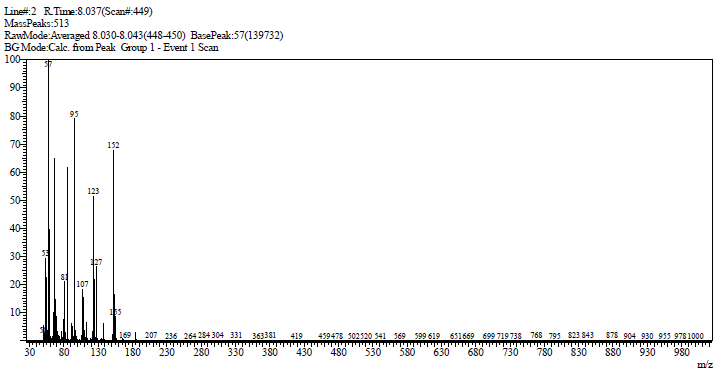 Line#:2 R.Time:8.037(Scan#:449)
MassPeaks:513
RawMode:Averaged 8.030-8.043(448-450) BasePeak:57(139732)
BG Mode:Calc. from Peak Group 1 - Event 1 Scan
100
57
90
80
95
70
152
60
50
123
40
30
53
127
20
81
107
10
155
169 207 236 264 284 304 331 363 381 419 459 478 502 520 541 569 599 619 651 669 699 719 738 768 795 823 843 878 904 930 955 978 1000
30 80 130 180 230 280 330 380 430 480 530 580 630 680 730 780 830 880 930 980
m/z